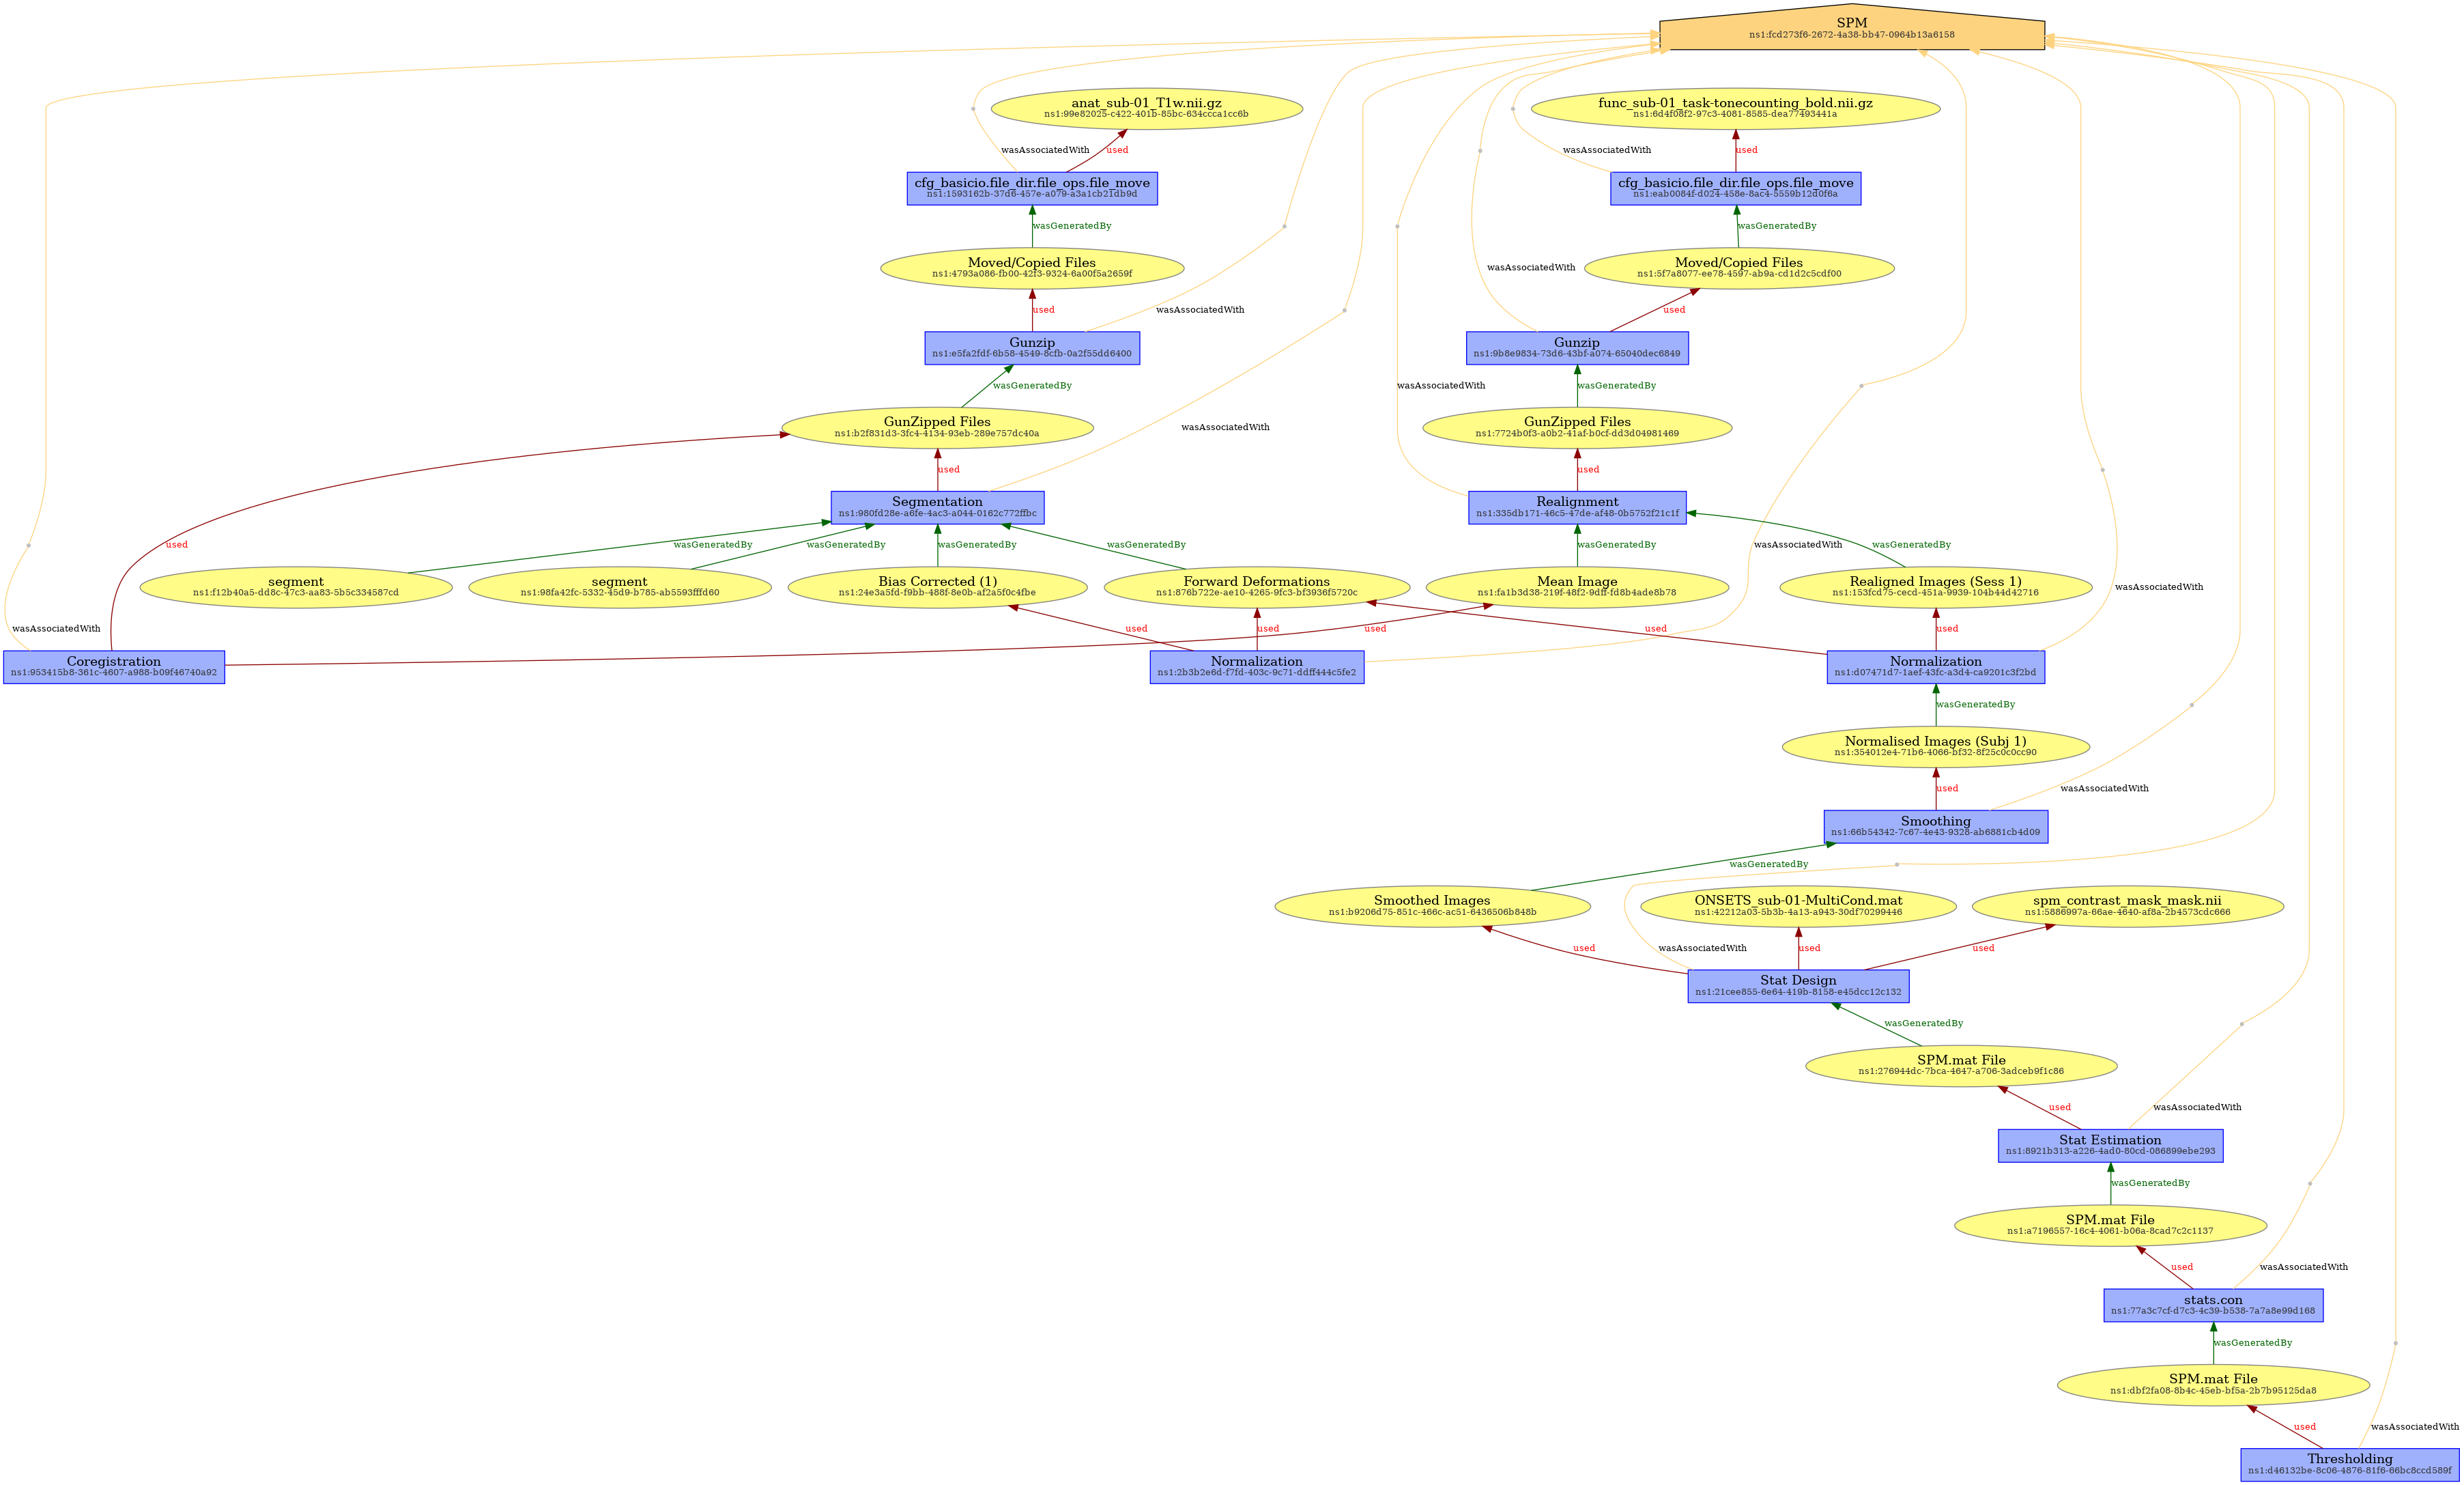 SPM
ns1:fcd273f6-2672-4a38-bb47-0964b13a6158
anat_sub-01_T1w.nii.gz
ns1:99e82025-c422-401b-85bc-634ccca1cc6b
func_sub-01_task-tonecounting_bold.nii.gz
ns1:6d4f08f2-97c3-4081-8585-dea77493441a
wasAssociatedWith
used
wasAssociatedWith
used
cfg_basicio.file_dir.file_ops.file_move
ns1:1593162b-37d6-457e-a079-a3a1cb21db9d
cfg_basicio.file_dir.file_ops.file_move
ns1:eab0084f-d024-458e-8ac4-5559b12d0f6a
wasGeneratedBy
wasGeneratedBy
Moved/Copied Files
ns1:4793a086-fb00-42f3-9324-6a00f5a2659f
wasAssociatedWith
Moved/Copied Files
ns1:5f7a8077-ee78-4597-ab9a-cd1d2c5cdf00
used
wasAssociatedWith
used
Gunzip
ns1:e5fa2fdf-6b58-4549-8cfb-0a2f55dd6400
Gunzip
ns1:9b8e9834-73d6-43bf-a074-65040dec6849
wasGeneratedBy
wasAssociatedWith
wasGeneratedBy
GunZipped Files
ns1:b2f831d3-3fc4-4134-93eb-289e757dc40a
wasAssociatedWith
GunZipped Files
ns1:7724b0f3-a0b2-41af-b0cf-dd3d04981469
used
used
Segmentation
ns1:980fd28e-a6fe-4ac3-a044-0162c772ffbc
Realignment
ns1:335db171-46c5-47de-af48-0b5752f21c1f
used
wasGeneratedBy
wasGeneratedBy
wasGeneratedBy
wasGeneratedBy
wasGeneratedBy
wasAssociatedWith
wasGeneratedBy
segment
ns1:f12b40a5-dd8c-47c3-aa83-5b5c334587cd
segment
ns1:98fa42fc-5332-45d9-b785-ab5593fffd60
Bias Corrected (1)
ns1:24e3a5fd-f9bb-488f-8e0b-af2a5f0c4fbe
Forward Deformations
ns1:876b722e-ae10-4265-9fc3-bf3936f5720c
Mean Image
ns1:fa1b3d38-219f-48f2-9dff-fd8b4ade8b78
Realigned Images (Sess 1)
ns1:153fcd75-cecd-451a-9939-104b44d42716
wasAssociatedWith
wasAssociatedWith
used
used
used
used
used
Coregistration
ns1:953415b8-361c-4607-a988-b09f46740a92
Normalization
ns1:2b3b2e6d-f7fd-403c-9c71-ddff444c5fe2
Normalization
ns1:d07471d7-1aef-43fc-a3d4-ca9201c3f2bd
wasGeneratedBy
Normalised Images (Subj 1)
ns1:354012e4-71b6-4066-bf32-8f25c0c0cc90
used
wasAssociatedWith
Smoothing
ns1:66b54342-7c67-4e43-9328-ab6881cb4d09
wasGeneratedBy
Smoothed Images
ns1:b9206d75-851c-466c-ac51-6436506b848b
ONSETS_sub-01-MultiCond.mat
ns1:42212a03-5b3b-4a13-a943-30df70299446
spm_contrast_mask_mask.nii
ns1:5886997a-66ae-4640-af8a-2b4573cdc666
used
wasAssociatedWith
used
used
Stat Design
ns1:21cee855-6e64-419b-8158-e45dcc12c132
wasGeneratedBy
SPM.mat File
ns1:276944dc-7bca-4647-a706-3adceb9f1c86
used
wasAssociatedWith
Stat Estimation
ns1:8921b313-a226-4ad0-80cd-086899ebe293
wasGeneratedBy
SPM.mat File
ns1:a7196557-16c4-4061-b06a-8cad7c2c1137
used
wasAssociatedWith
stats.con
ns1:77a3c7cf-d7c3-4c39-b538-7a7a8e99d168
wasGeneratedBy
SPM.mat File
ns1:dbf2fa08-8b4c-45eb-bf5a-2b7b95125da8
used
wasAssociatedWith
Thresholding
ns1:d46132be-8c06-4876-81f6-66bc8ccd589f